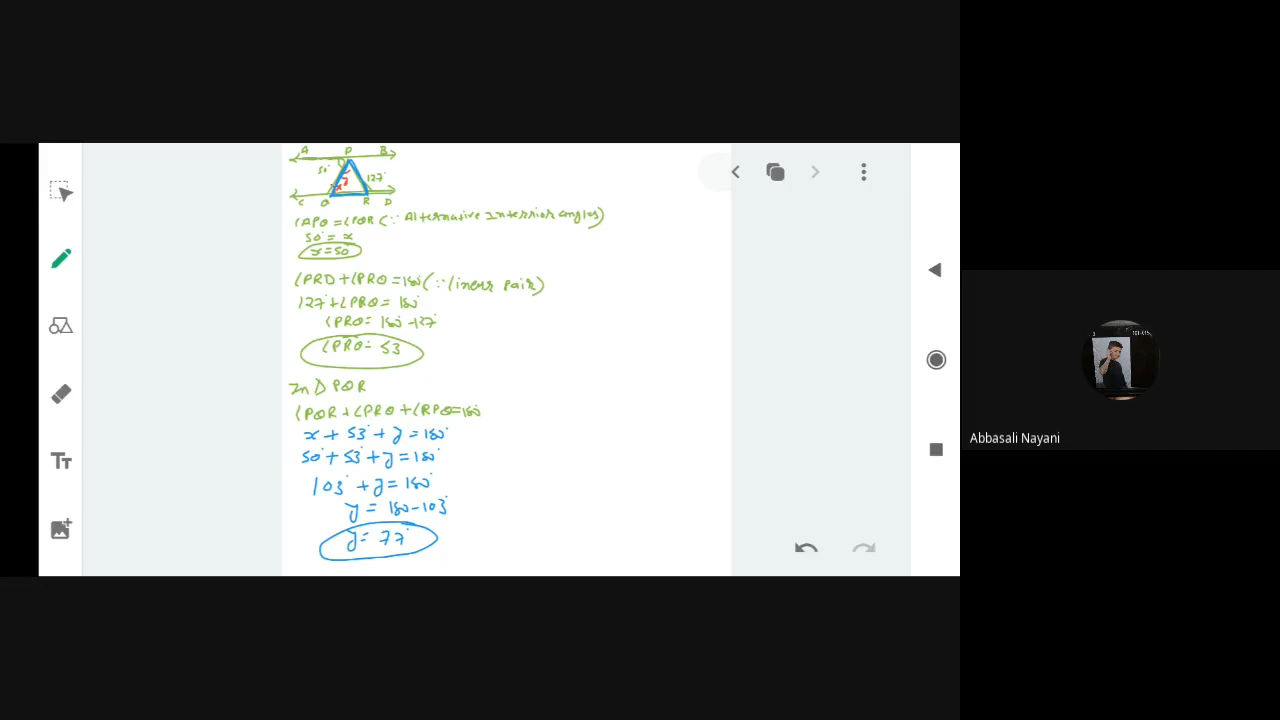 A P B
50° 127°
x y
C Q R D
∠APQ = ∠PQR (∵ Alternative Interior angles)
50° = x
x = 50°
∠PRD + ∠PRQ = 180° (∵ linear pair)
127° + ∠PRQ = 180°
∠PRQ = 180° - 127°
∠PRQ = 53
In Δ PQR
∠PQR + ∠PRQ + ∠RPQ = 180
x + 53° + y = 180°
50° + 53° + y = 180°
103° + y = 180°
y = 180 - 103°
y = 77°
Tт
Abbasali Nayani